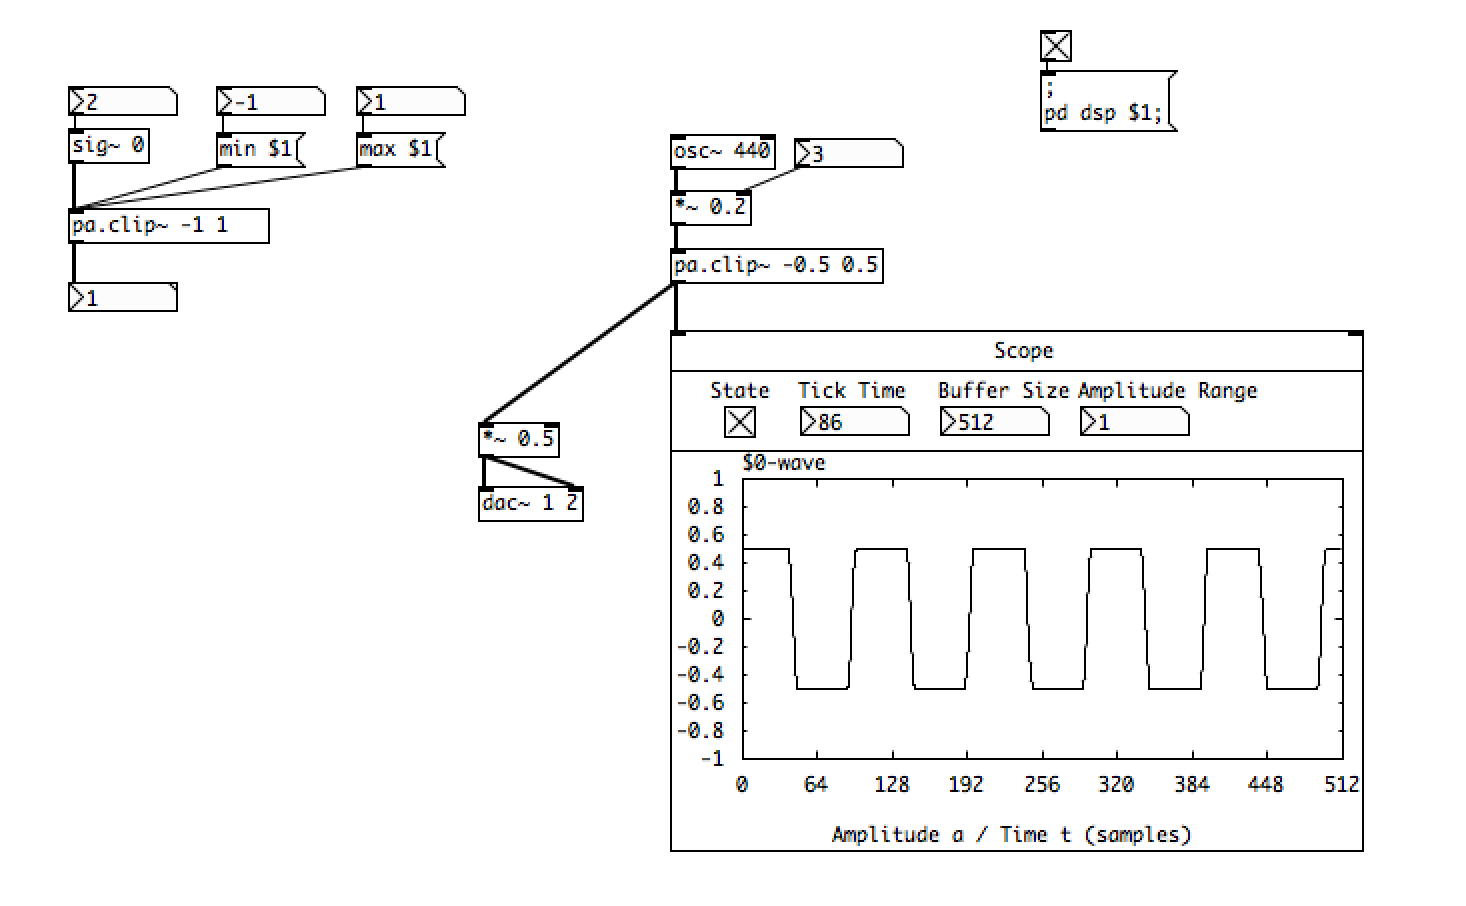 2
-1
1
sig~ 0
min $1
max $1
pa.clip~ -1 1
1
;
pd dsp $1;
osc~ 440
3
*~ 0.2
pa.clip~ -0.5 0.5
*~ 0.5
dac~ 1 2
Scope
State Tick Time Buffer Size Amplitude Range
86 512 1
$0-wave
1
0.8
0.6
0.4
0.2
0
-0.2
-0.4
-0.6
-0.8
-1
0 64 128 192 256 320 384 448 512
Amplitude a / Time t (samples)